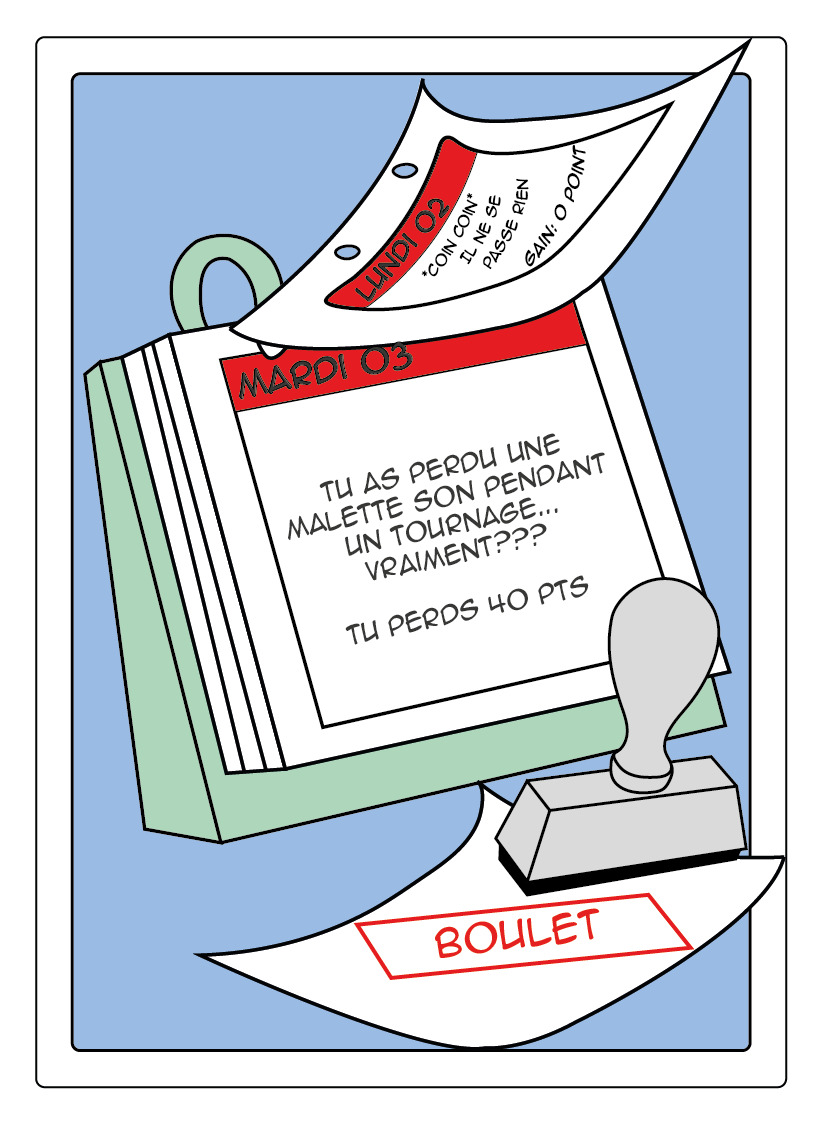 LUNDI 02
*COIN COIN*
IL NE SE
PASSE RIEN
GAIN: 0 POINT
MARDI 03
TU AS PERDU UNE
MALETTE SON PENDANT
UN TOURNAGE...
VRAIMENT???
TU PERDS 40 PTS
BOULET